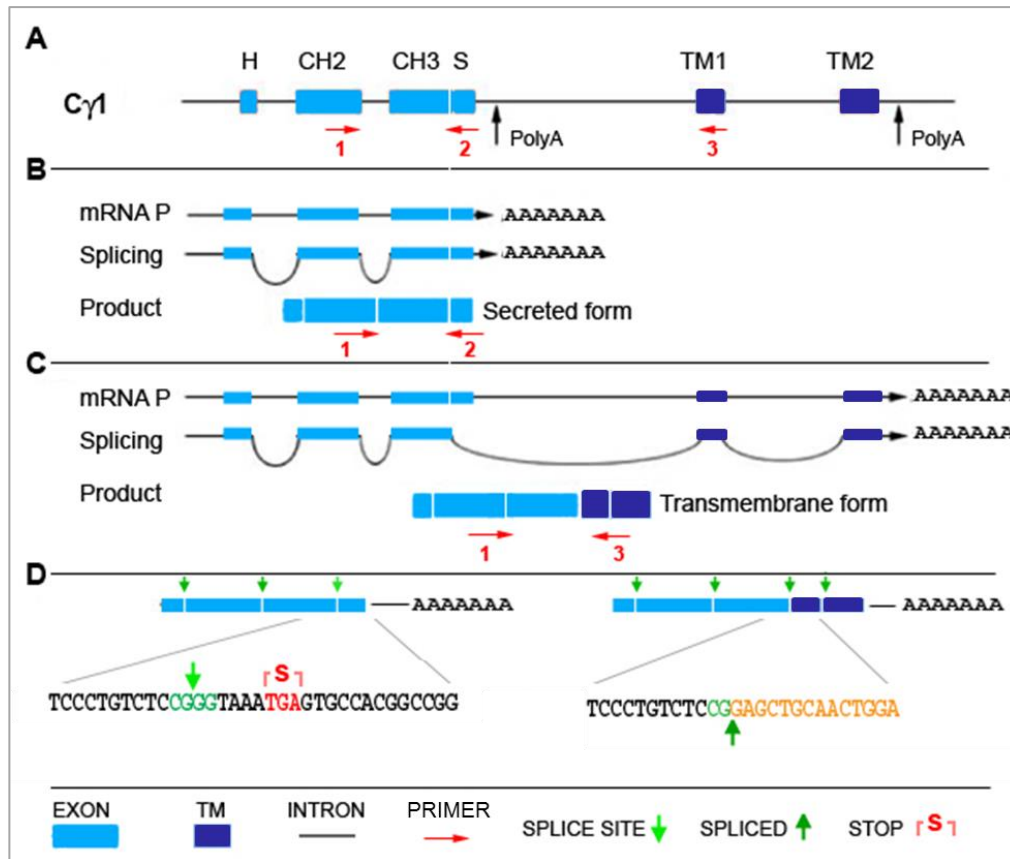 A
H CH2 CH3 S TM1 TM2
Cγ1
1 2 PolyA 3 PolyA
B
mRNA P AAAAAAA
Splicing AAAAAAA
Product Secreted form
1 2
C
mRNA P AAAAAAA
Splicing AAAAAAA
Product Transmembrane form
1 3
D
AAAAAAA AAAAAAA
S
TCCCTGTCTCCGGGTAAATGAGTGCCACGGCCGG TCCCTGTCTCCGGAGCTGCAACTGGA
EXON TM INTRON PRIMER SPLICE SITE SPLICED STOP S